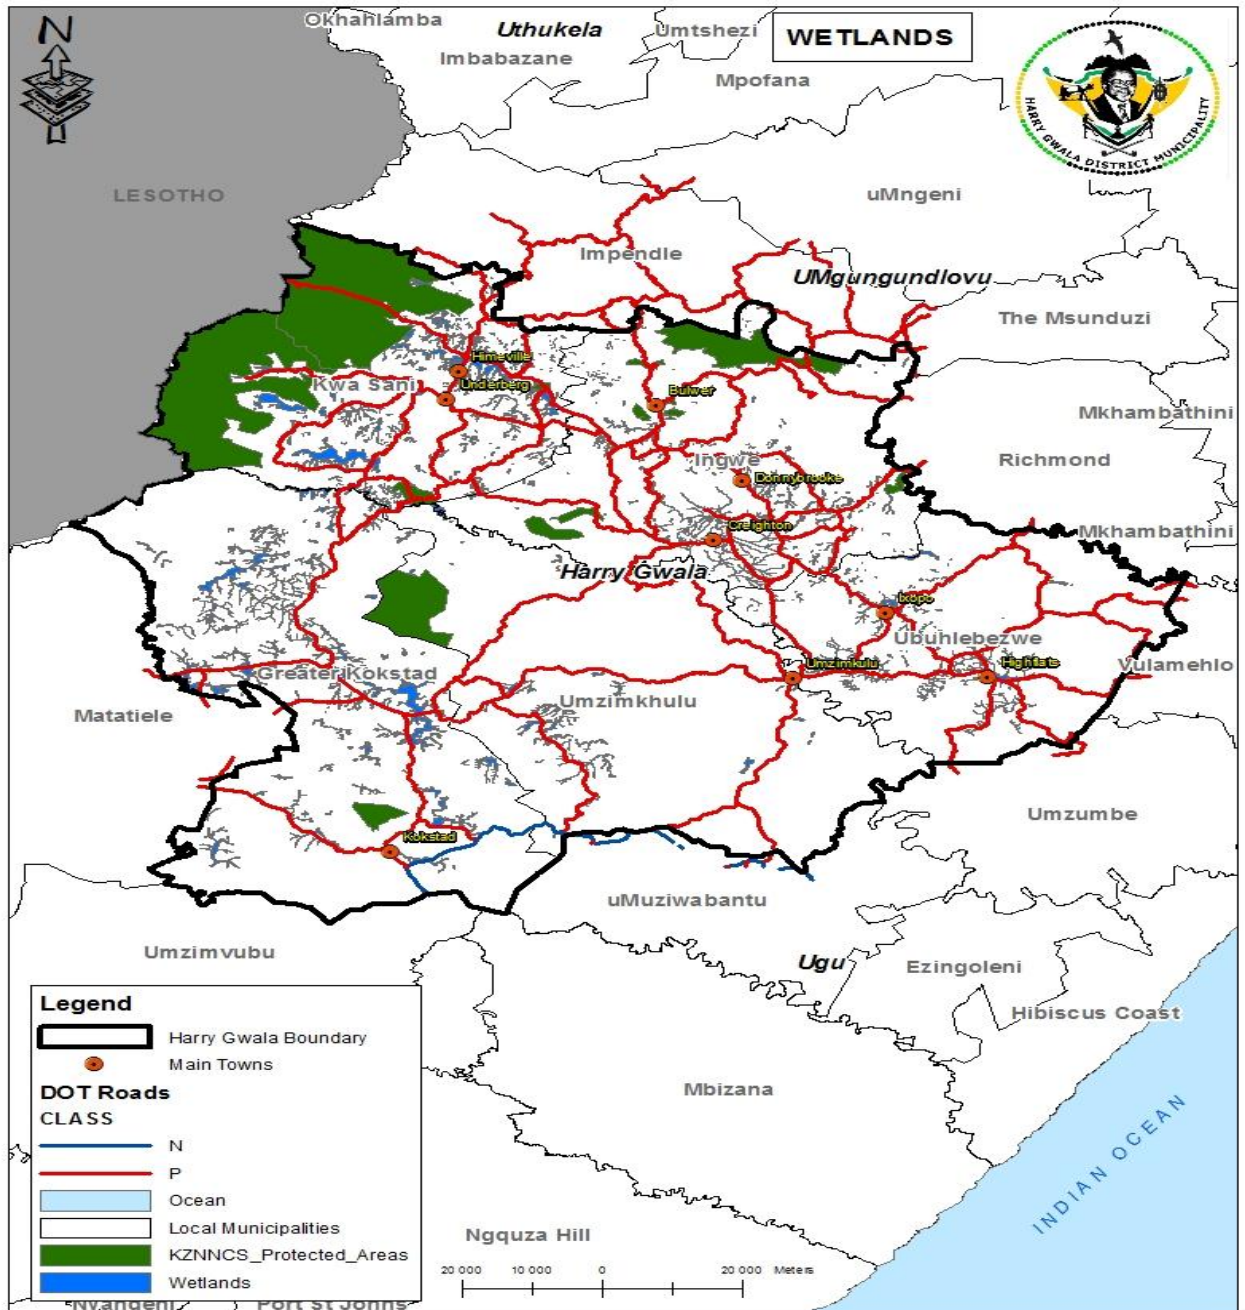 Okhahlamba
Uthukela
Umtshezi
Imbabazane
WETLANDS
N
Mpofana
HARRY GWALA DISTRICT MUNICIPALITY
LESOTHO
uMngeni
Impendle
UMgungundlovu
The Msunduzi
Himeville
Kwa Sani
Underberg
Bulwer
Mkhambathini
Ingwe
Richmond
Donnybrooke
Creighton
Mkhambathini
Harry Gwala
Ixopo
Ubuhlebezwe
Highflats
Vulamehlo
Umzimkulu
Greater Kokstad
Umzimkhulu
Matatiele
Umzumbe
Kokstad
uMuziwabantu
Umzimvubu
Ugu
Ezingoleni
Hibiscus Coast
Mbizana
INDIAN OCEAN
Ngquza Hill
Legend
Harry Gwala Boundary
Main Towns
DOT Roads
CLASS
N
P
Ocean
Local Municipalities
KZNNCS_Protected_Areas
Wetlands
20 000 10 000 0 20 000 Meters
Port St Johns